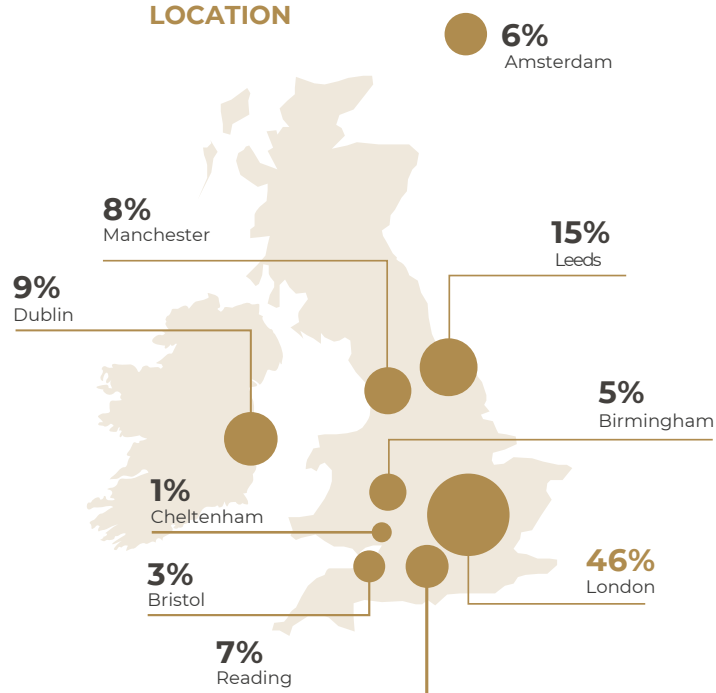 LOCATION
6%
Amsterdam
8%
Manchester
15%
Leeds
9%
Dublin
5%
Birmingham
1%
Cheltenham
46%
London
3%
Bristol
7%
Reading